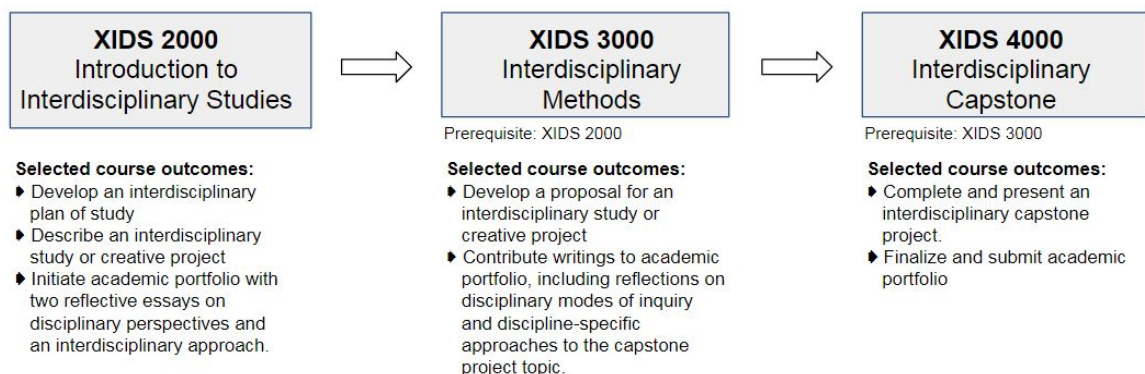 XIDS 2000
Introduction to
Interdisciplinary Studies
Selected course outcomes:
Develop an interdisciplinary
plan of study
Describe an interdisciplinary
study or creative project
Initiate academic portfolio with
two reflective essays on
disciplinary perspectives and
an interdisciplinary approach.
XIDS 3000
Interdisciplinary
Methods
Prerequisite: XIDS 2000
Selected course outcomes:
Develop a proposal for an
interdisciplinary study or
creative project
Contribute writings to academic
portfolio, including reflections on
disciplinary modes of inquiry
and discipline-specific
approaches to the capstone
project topic.
XIDS 4000
Interdisciplinary
Capstone
Prerequisite: XIDS 3000
Selected course outcomes:
Complete and present an
interdisciplinary capstone
project.
Finalize and submit academic
portfolio